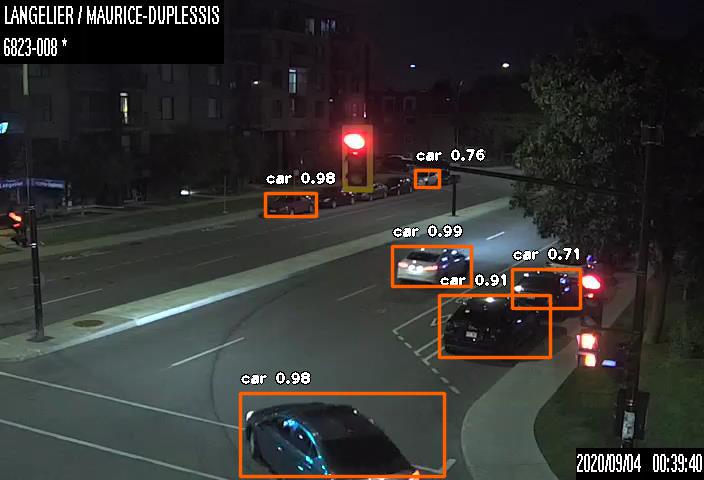 LANGELIER / MAURICE-DUPLESSIS
6823-008 *
car 0.76
car 0.98
car 0.99
car 0.71
car 0.91
car 0.98
Langelier
2020/09/04 00:39:40